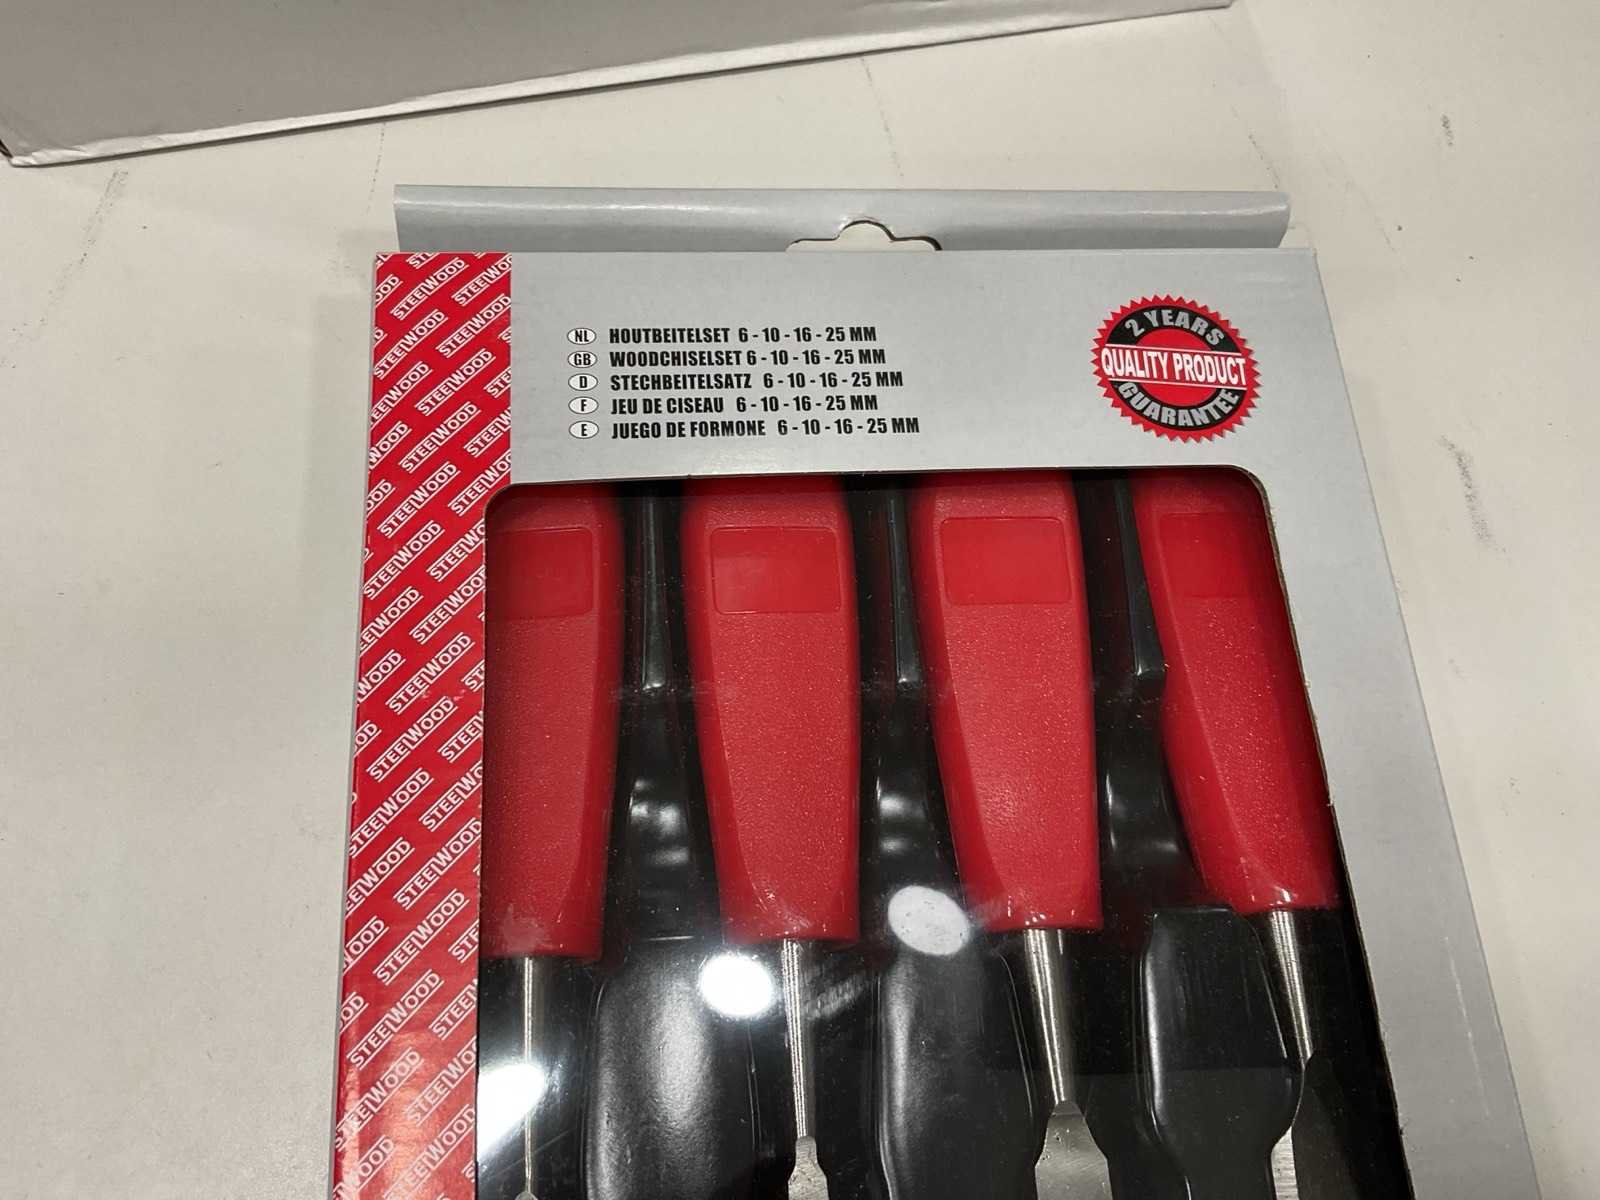 NL HOUTBEITELSET 6 - 10 - 16 - 25 MM
GB WOODCHISELSET 6 - 10 - 16 - 25 MM
D STECHBEITELSATZ 6 - 10 - 16 - 25 MM
F JEU DE CISEAU 6 - 10 - 16 - 25 MM
E JUEGO DE FORMONE 6 - 10 - 16 - 25 MM
2 YEARS
QUALITY PRODUCT
GUARANTEE
STEELWOOD